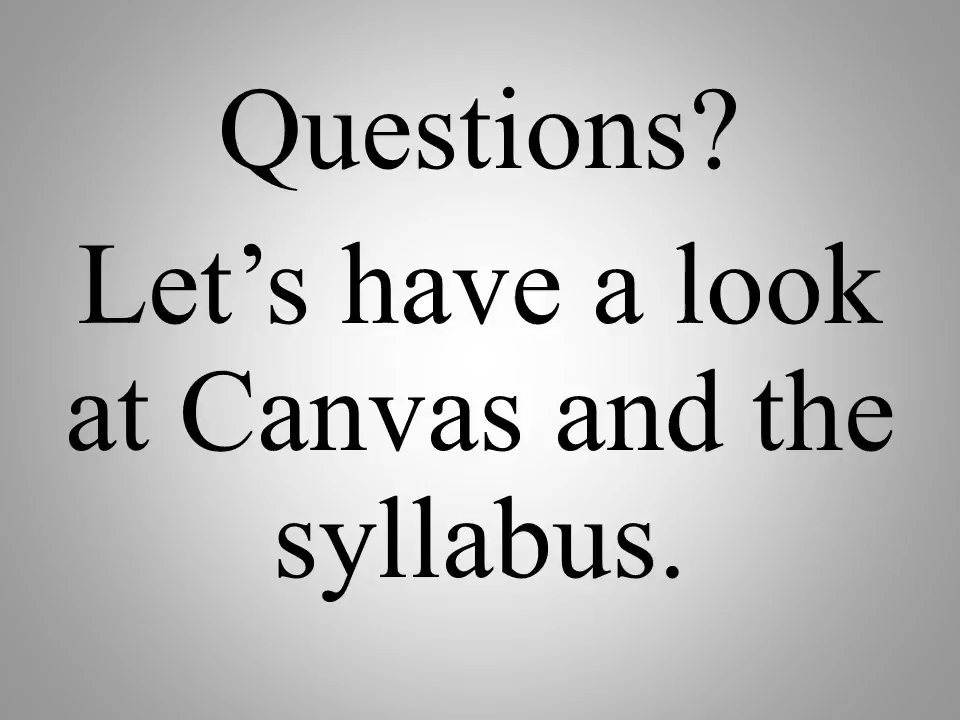 Questions?
Let’s have a look
at Canvas and the
syllabus.